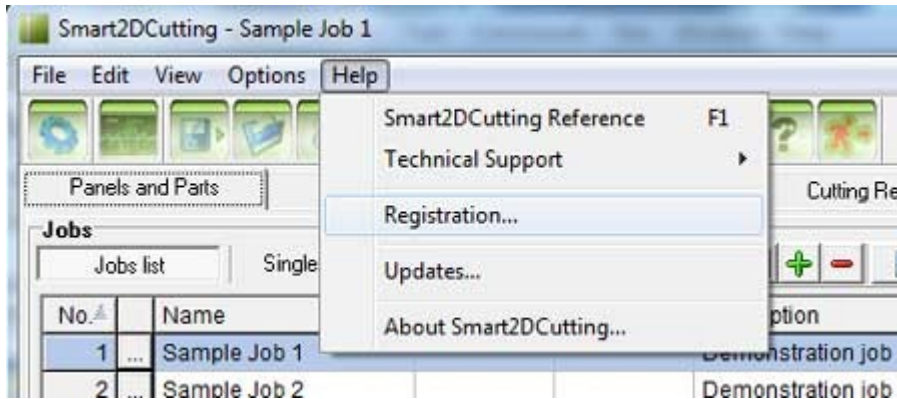 Smart2DCutting - Sample Job 1
File Edit View Options Help
Smart2DCutting Reference F1
Technical Support
Panels and Parts
Cutting Re
Registration...
Jobs
Jobs list Single
Updates...
No. Name
ption
About Smart2DCutting...
1 ... Sample Job 1
Demonstration job
2 ... Sample Job 2 Demonstration job